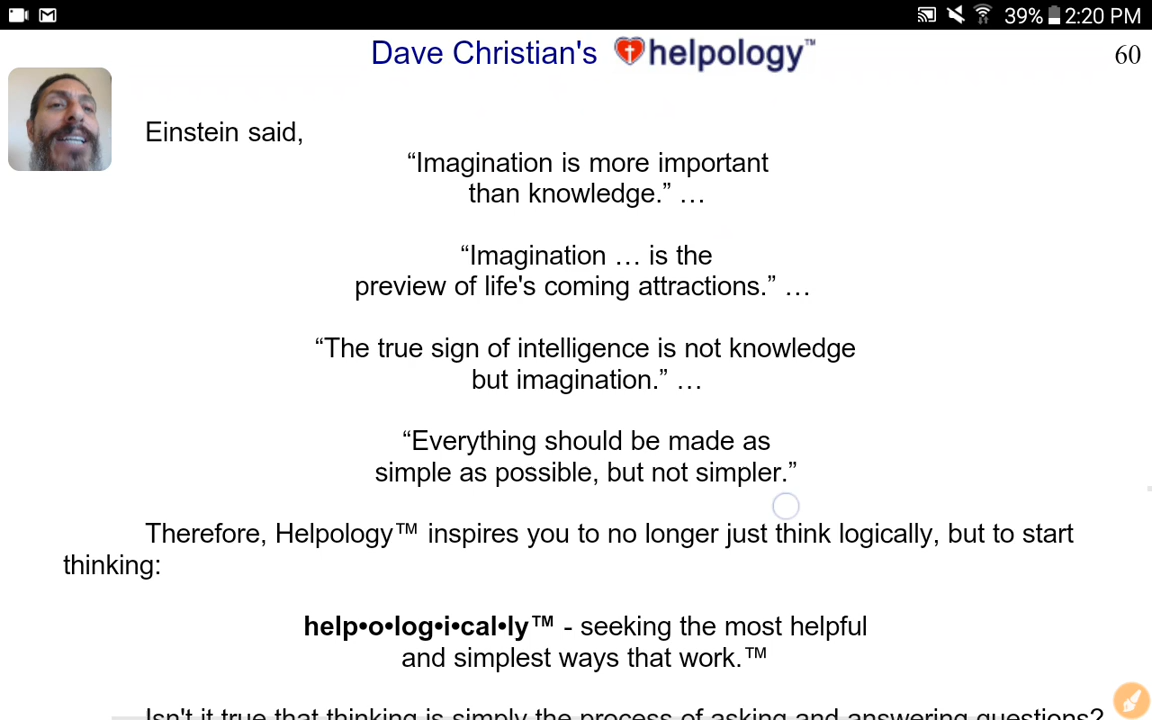 39% 2:20 PM
Dave Christian's helpology™ 60
Einstein said,
“Imagination is more important
than knowledge.” …
“Imagination … is the
preview of life's coming attractions.” …
“The true sign of intelligence is not knowledge
but imagination.” …
“Everything should be made as
simple as possible, but not simpler.”
Therefore, Helpology™ inspires you to no longer just think logically, but to start
thinking:
help•o•log•i•cal•ly™ - seeking the most helpful
and simplest ways that work.™
Isn't it true that thinking is simply the process of asking and answering questions?